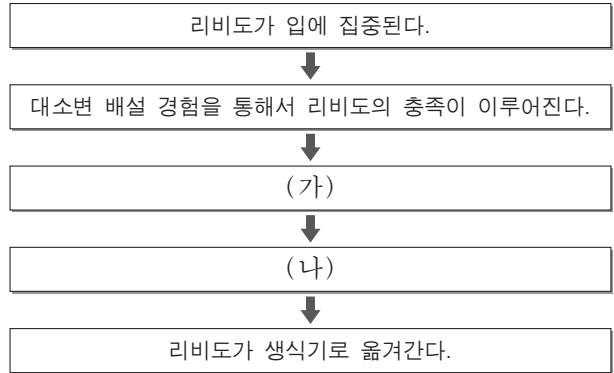 리비도가 입에 집중된다.
대소변 배설 경험을 통해서 리비도의 충족이 이루어진다.
(가)
(나)
리비도가 생식기로 옮겨간다.